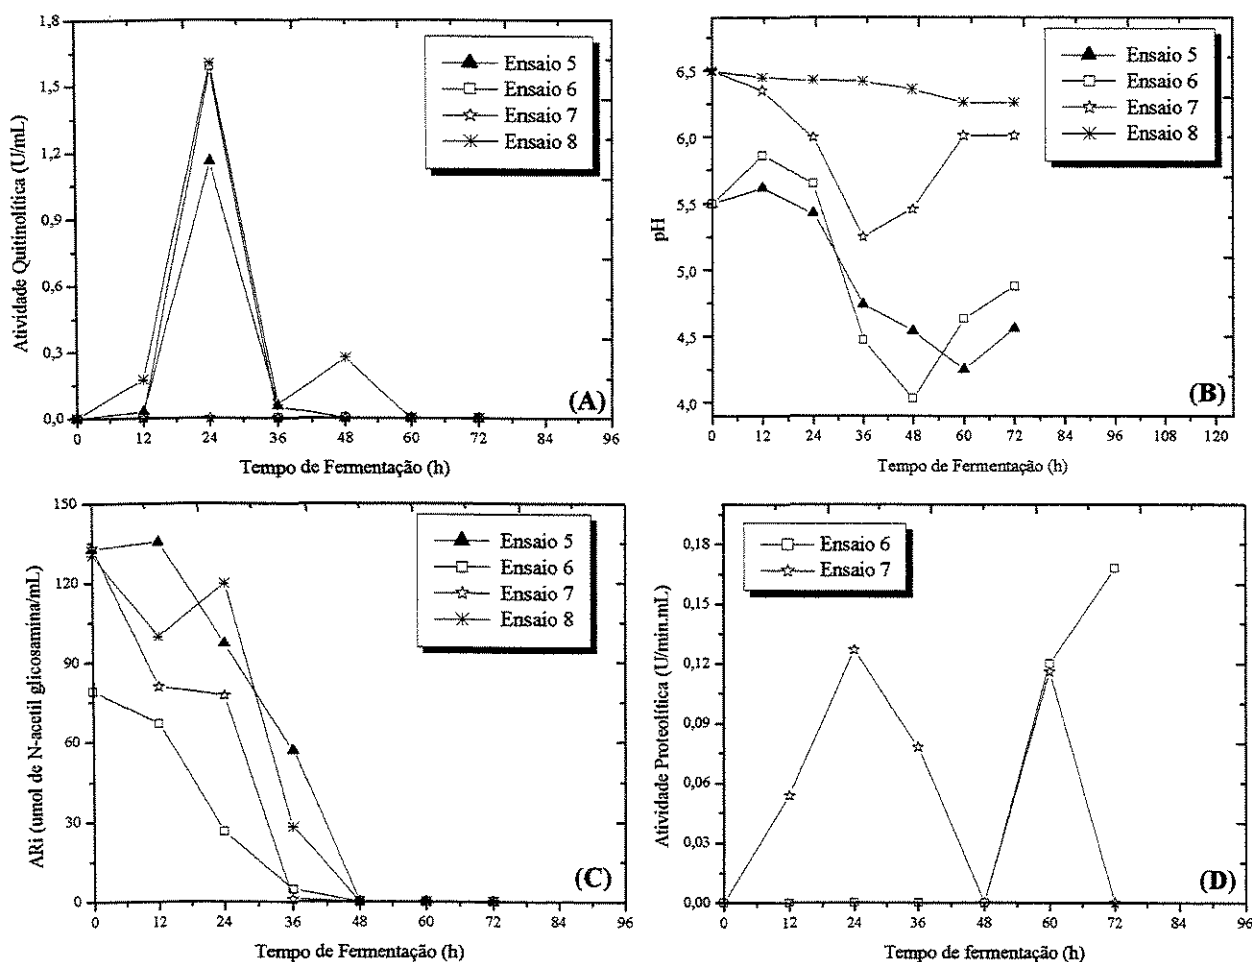 1,8
1,5
1,2
0,9
0,6
0,3
0,0
Atividade Quitinolítica (U/mL)
Ensaio 5
Ensaio 6
Ensaio 7
Ensaio 8
(A)
0 12 24 36 48 60 72 84 96
Tempo de Fermentação (h)
6,5
6,0
5,5
5,0
4,5
4,0
pH
Ensaio 5
Ensaio 6
Ensaio 7
Ensaio 8
(B)
0 12 24 36 48 60 72 84 96 108 120
Tempo de Fermentação (h)
150
120
90
60
30
0
ARi (umol de N-acetil glicosamina/mL)
Ensaio 5
Ensaio 6
Ensaio 7
Ensaio 8
(C)
0 12 24 36 48 60 72 84 96
Tempo de Fermentação (h)
0,18
0,15
0,12
0,09
0,06
0,03
0,00
Atividade Proteolítica (U/min.mL)
Ensaio 6
Ensaio 7
(D)
0 12 24 36 48 60 72 84 96
Tempo de fermentação (h)